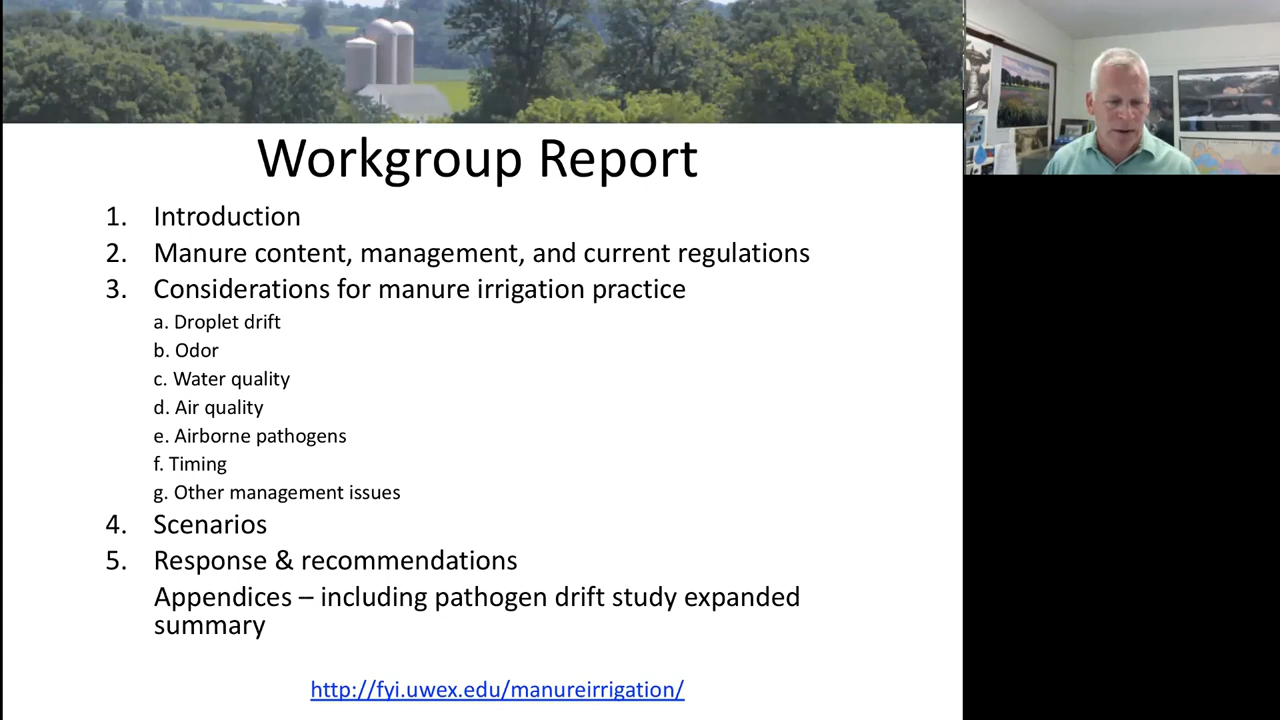 Workgroup Report
1. Introduction
2. Manure content, management, and current regulations
3. Considerations for manure irrigation practice
a. Droplet drift
b. Odor
c. Water quality
d. Air quality
e. Airborne pathogens
f. Timing
g. Other management issues
4. Scenarios
5. Response & recommendations
Appendices – including pathogen drift study expanded
summary
http://fyi.uwex.edu/manureirrigation/